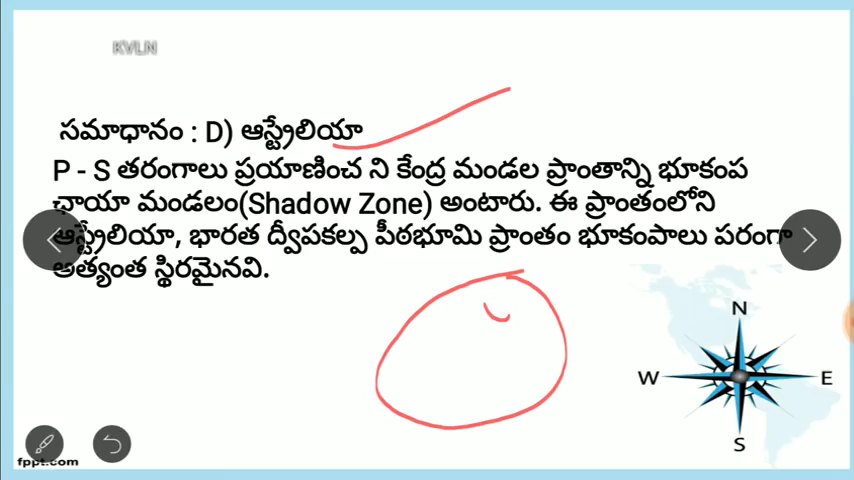 KVLN
సమాధానం : D) ఆస్ట్రేలియా
P - S తరంగాలు ప్రయాణించ ని కేంద్ర మండల ప్రాంతాన్ని భూకంప
ఛాయా మండలం(Shadow Zone) అంటారు. ఈ ప్రాంతంలోని
ఆస్ట్రేలియా, భారత ద్వీపకల్ప పీఠభూమి ప్రాంతం భూకంపాలు పరంగా
అత్యంత స్థిరమైనవి.
N
W E
S
fppt.com